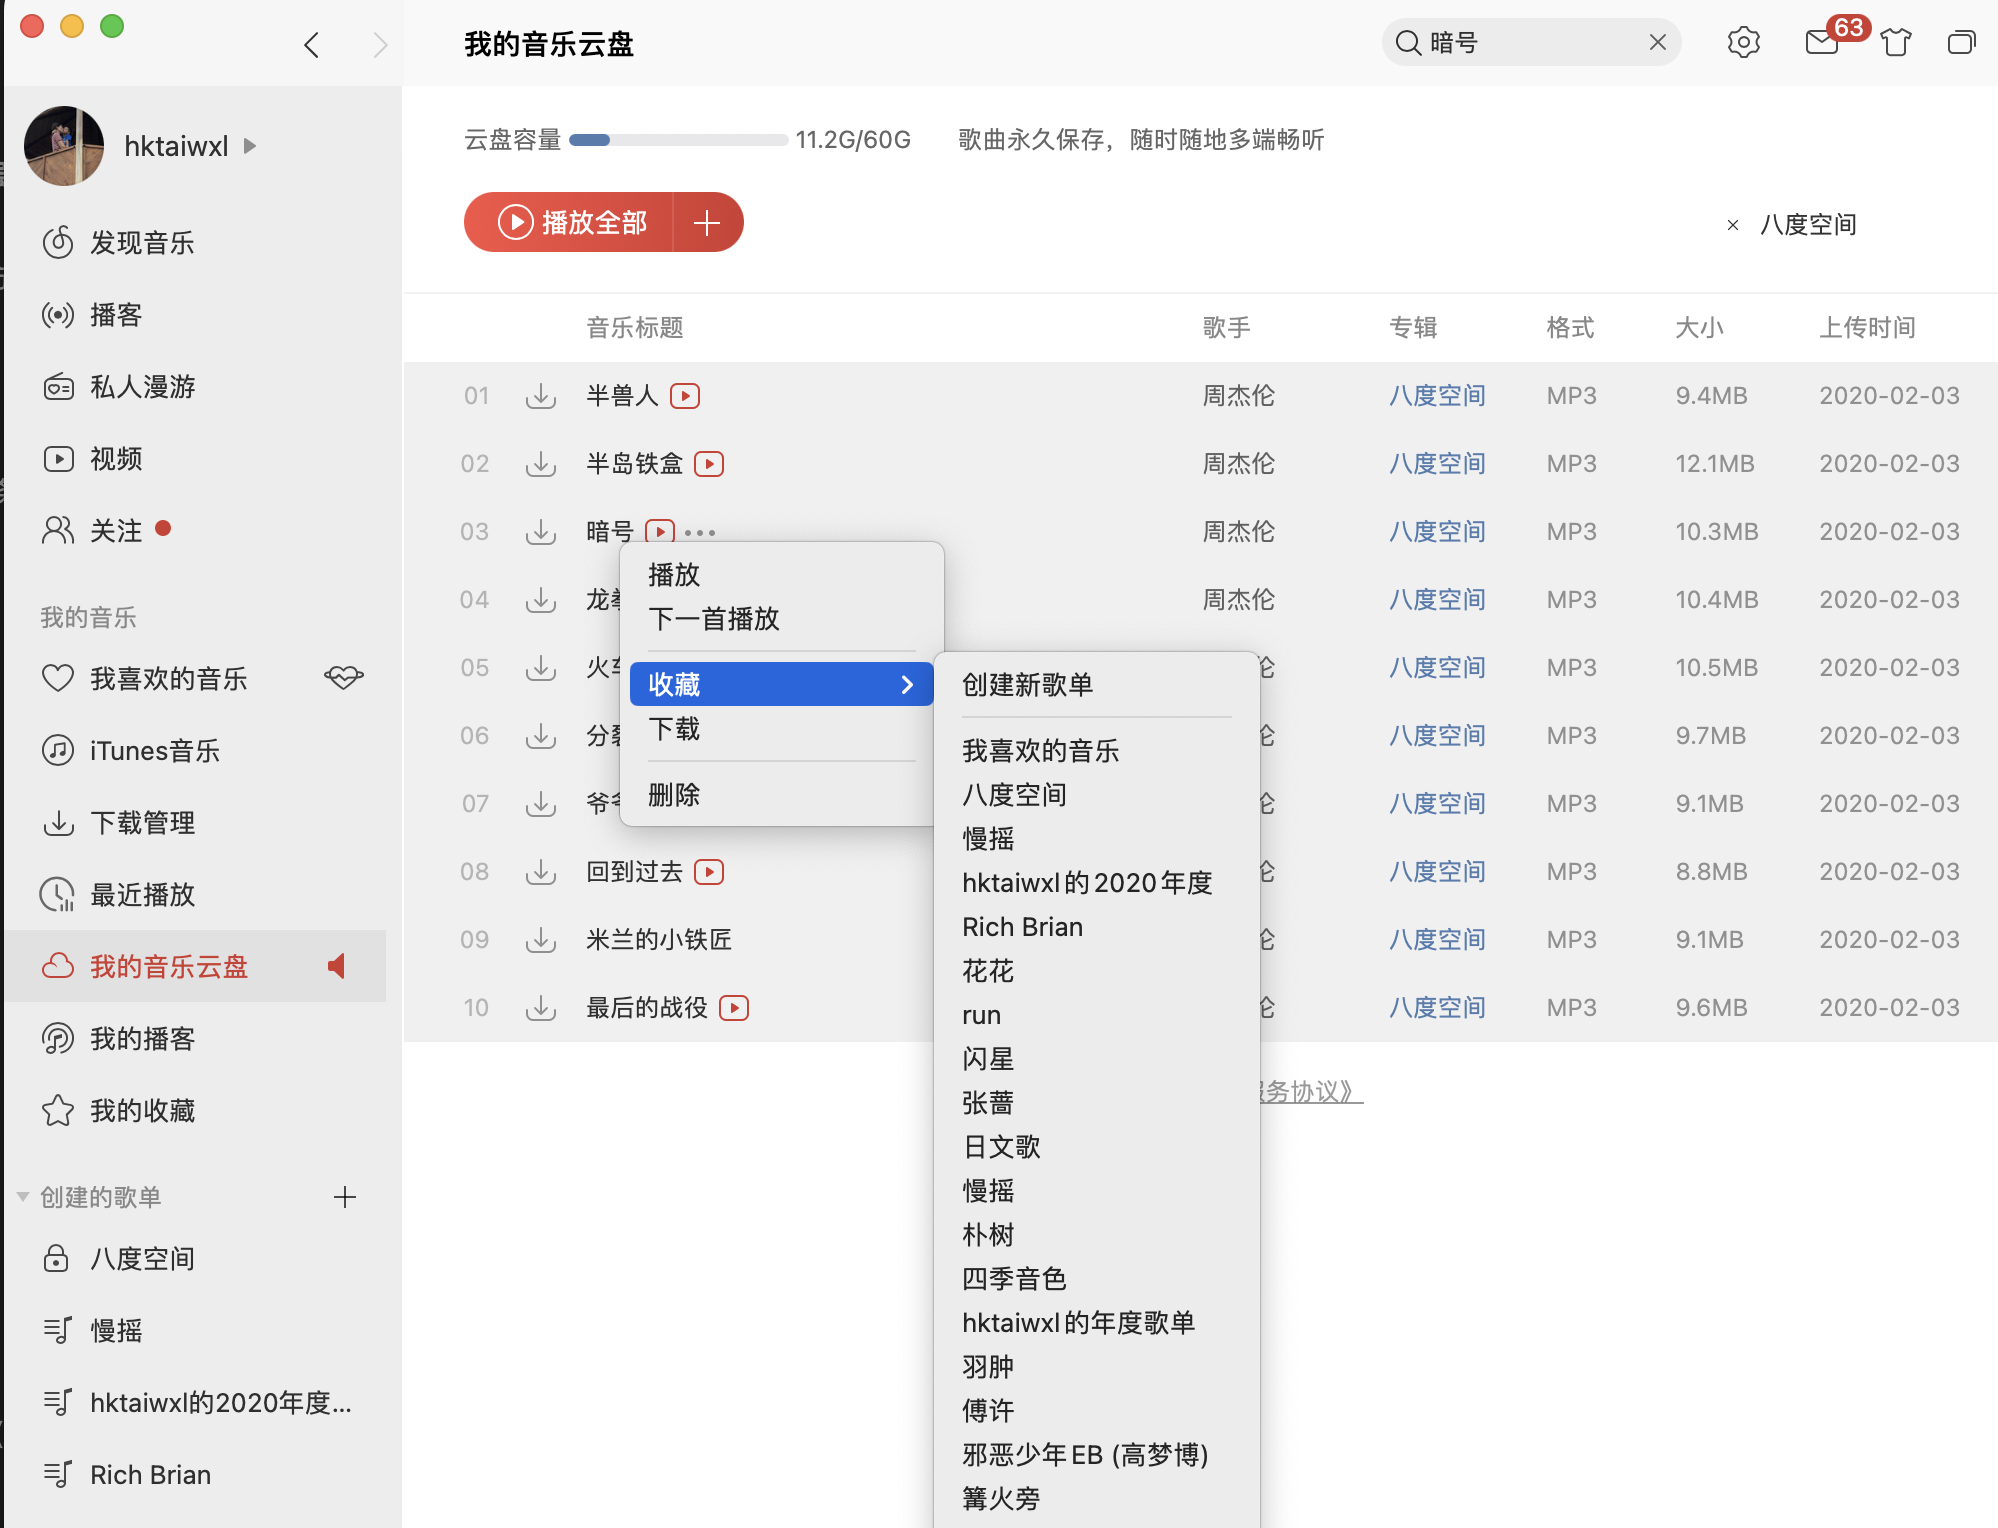 我的音乐云盘
暗号
63
hktaiwxl
发现音乐
播客
私人漫游
视频
关注
我的音乐
我喜欢的音乐
iTunes音乐
下载管理
最近播放
我的音乐云盘
我的播客
我的收藏
创建的歌单
八度空间
慢摇
hktaiwxl的2020年度...
Rich Brian
云盘容量 11.2G/60G 歌曲永久保存，随时随地多端畅听
播放全部
× 八度空间
音乐标题 歌手 专辑 格式 大小 上传时间
01 半兽人 周杰伦 八度空间 MP3 9.4MB 2020-02-03
02 半岛铁盒 周杰伦 八度空间 MP3 12.1MB 2020-02-03
03 暗号 ••• 周杰伦 八度空间 MP3 10.3MB 2020-02-03
04 龙 周杰伦 八度空间 MP3 10.4MB 2020-02-03
05 火 伦 八度空间 MP3 10.5MB 2020-02-03
06 分 伦 八度空间 MP3 9.7MB 2020-02-03
07 爷 伦 八度空间 MP3 9.1MB 2020-02-03
08 回到过去 伦 八度空间 MP3 8.8MB 2020-02-03
09 米兰的小铁匠 伦 八度空间 MP3 9.1MB 2020-02-03
10 最后的战役 伦 八度空间 MP3 9.6MB 2020-02-03
务协议》
播放
下一首播放
收藏
下载
删除
创建新歌单
我喜欢的音乐
八度空间
慢摇
hktaiwxl的2020年度
Rich Brian
花花
run
闪星
张蔷
日文歌
慢摇
朴树
四季音色
hktaiwxl的年度歌单
羽肿
傅许
邪恶少年EB (高梦博)
篝火旁